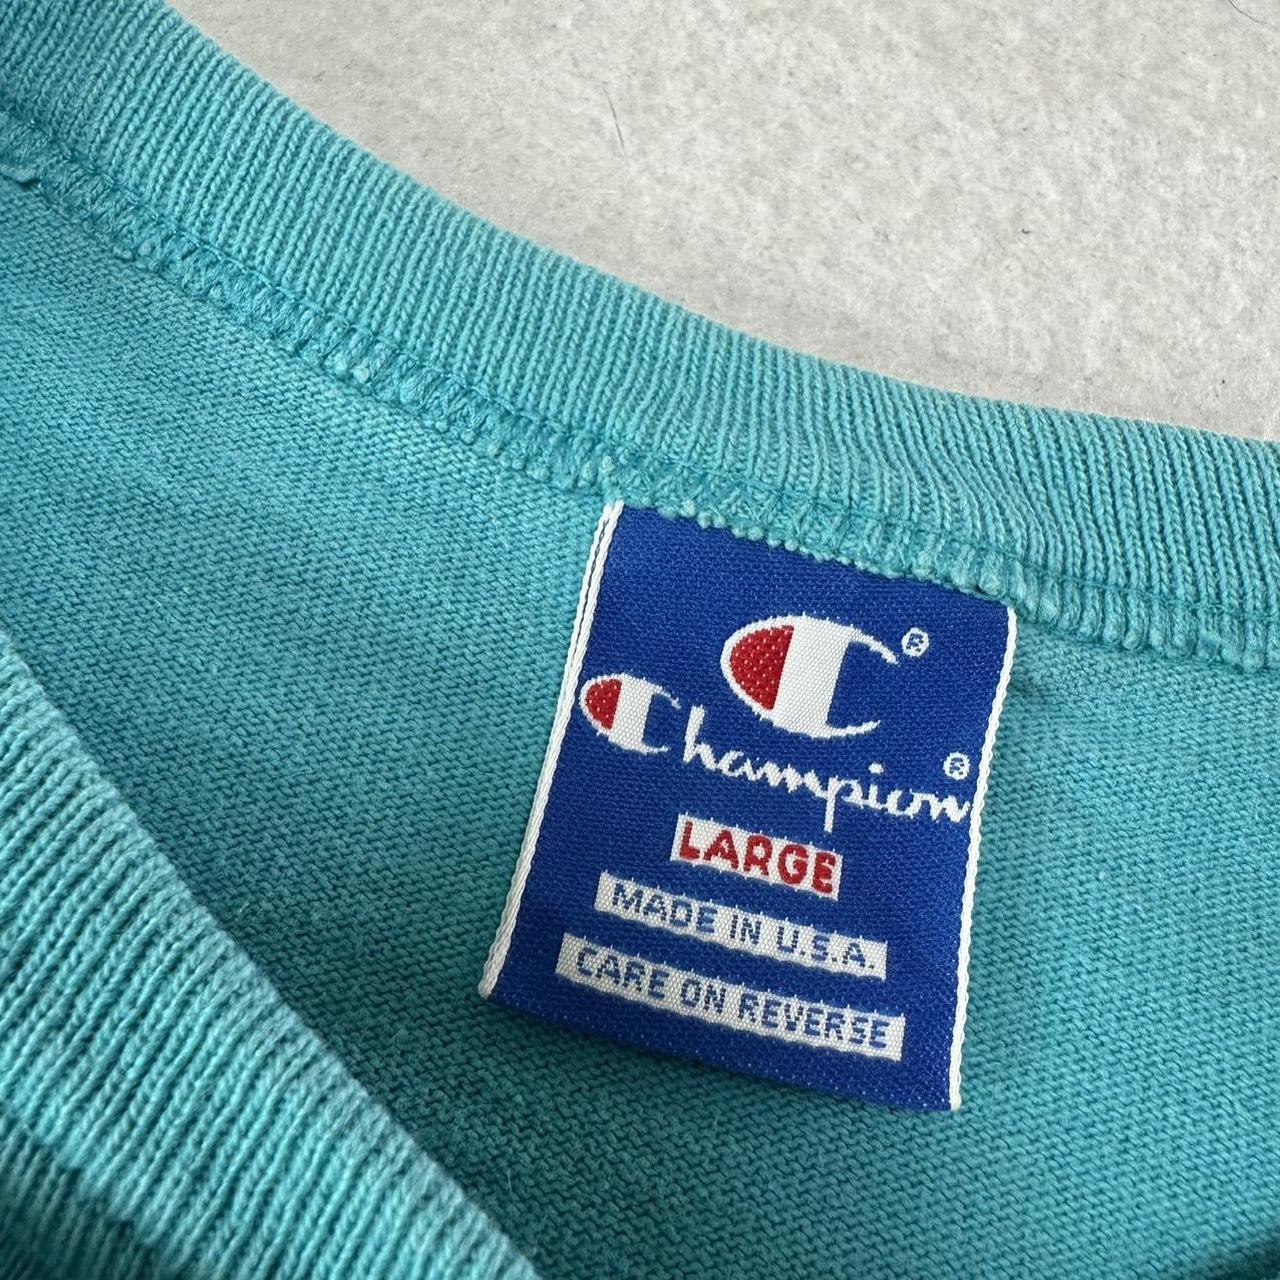 C®
Champion®
LARGE
MADE IN U.S.A.
CARE ON REVERSE